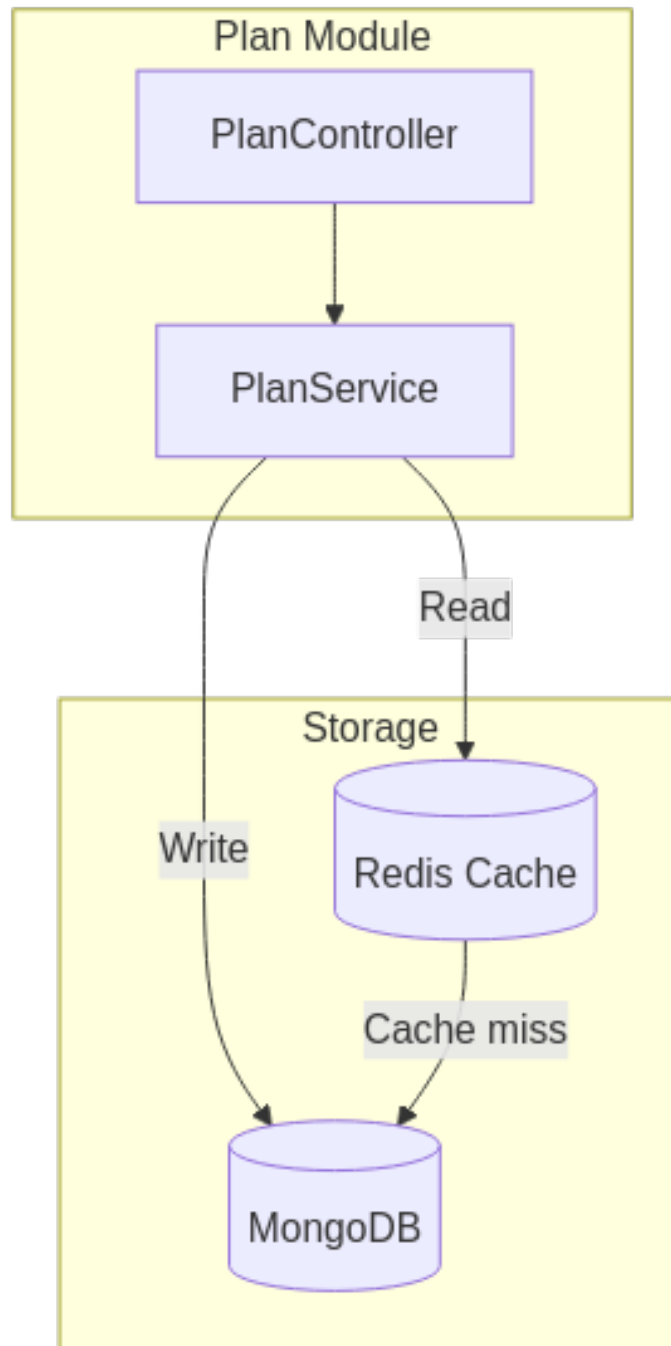 Plan Module
PlanController
PlanService
Read
Storage
Write
Redis Cache
Cache miss
MongoDB